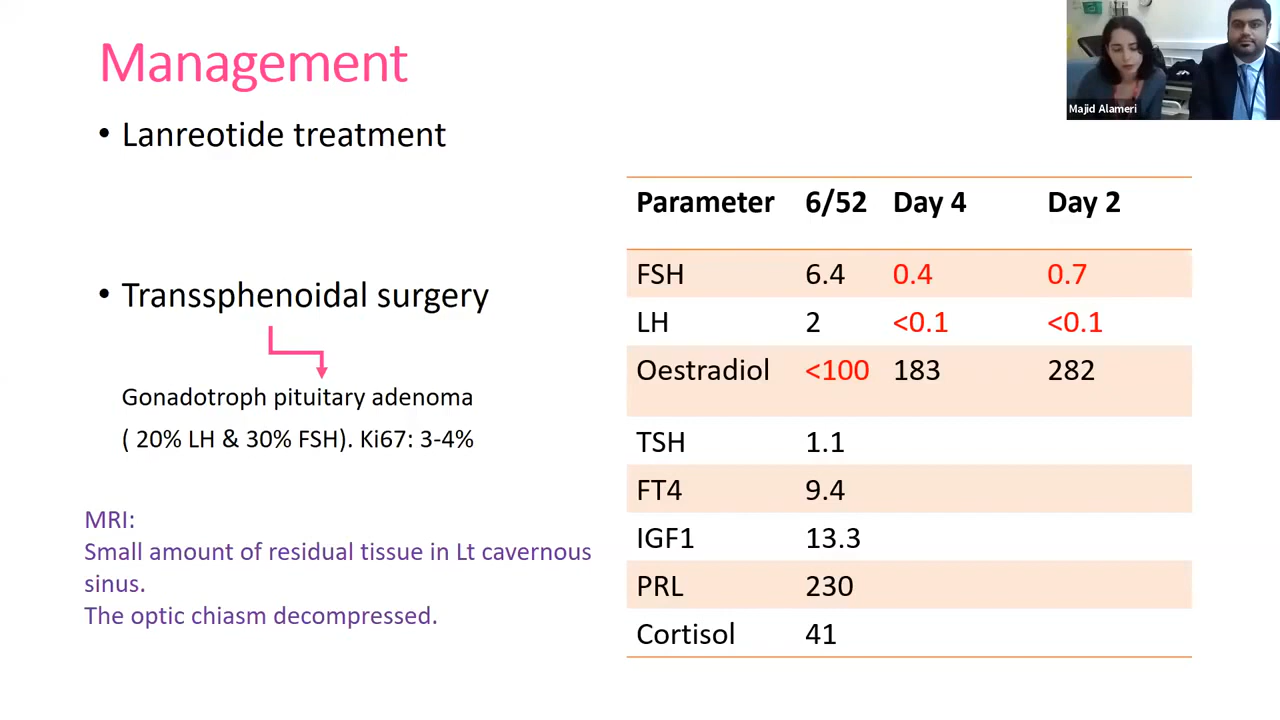 Management
• Lanreotide treatment
• Transsphenoidal surgery
Gonadotroph pituitary adenoma
( 20% LH & 30% FSH). Ki67: 3-4%
MRI:
Small amount of residual tissue in Lt cavernous
sinus.
The optic chiasm decompressed.
Parameter 6/52 Day 4 Day 2
FSH 6.4 0.4 0.7
LH 2 <0.1 <0.1
Oestradiol <100 183 282
TSH 1.1
FT4 9.4
IGF1 13.3
PRL 230
Cortisol 41
Majid Alameri